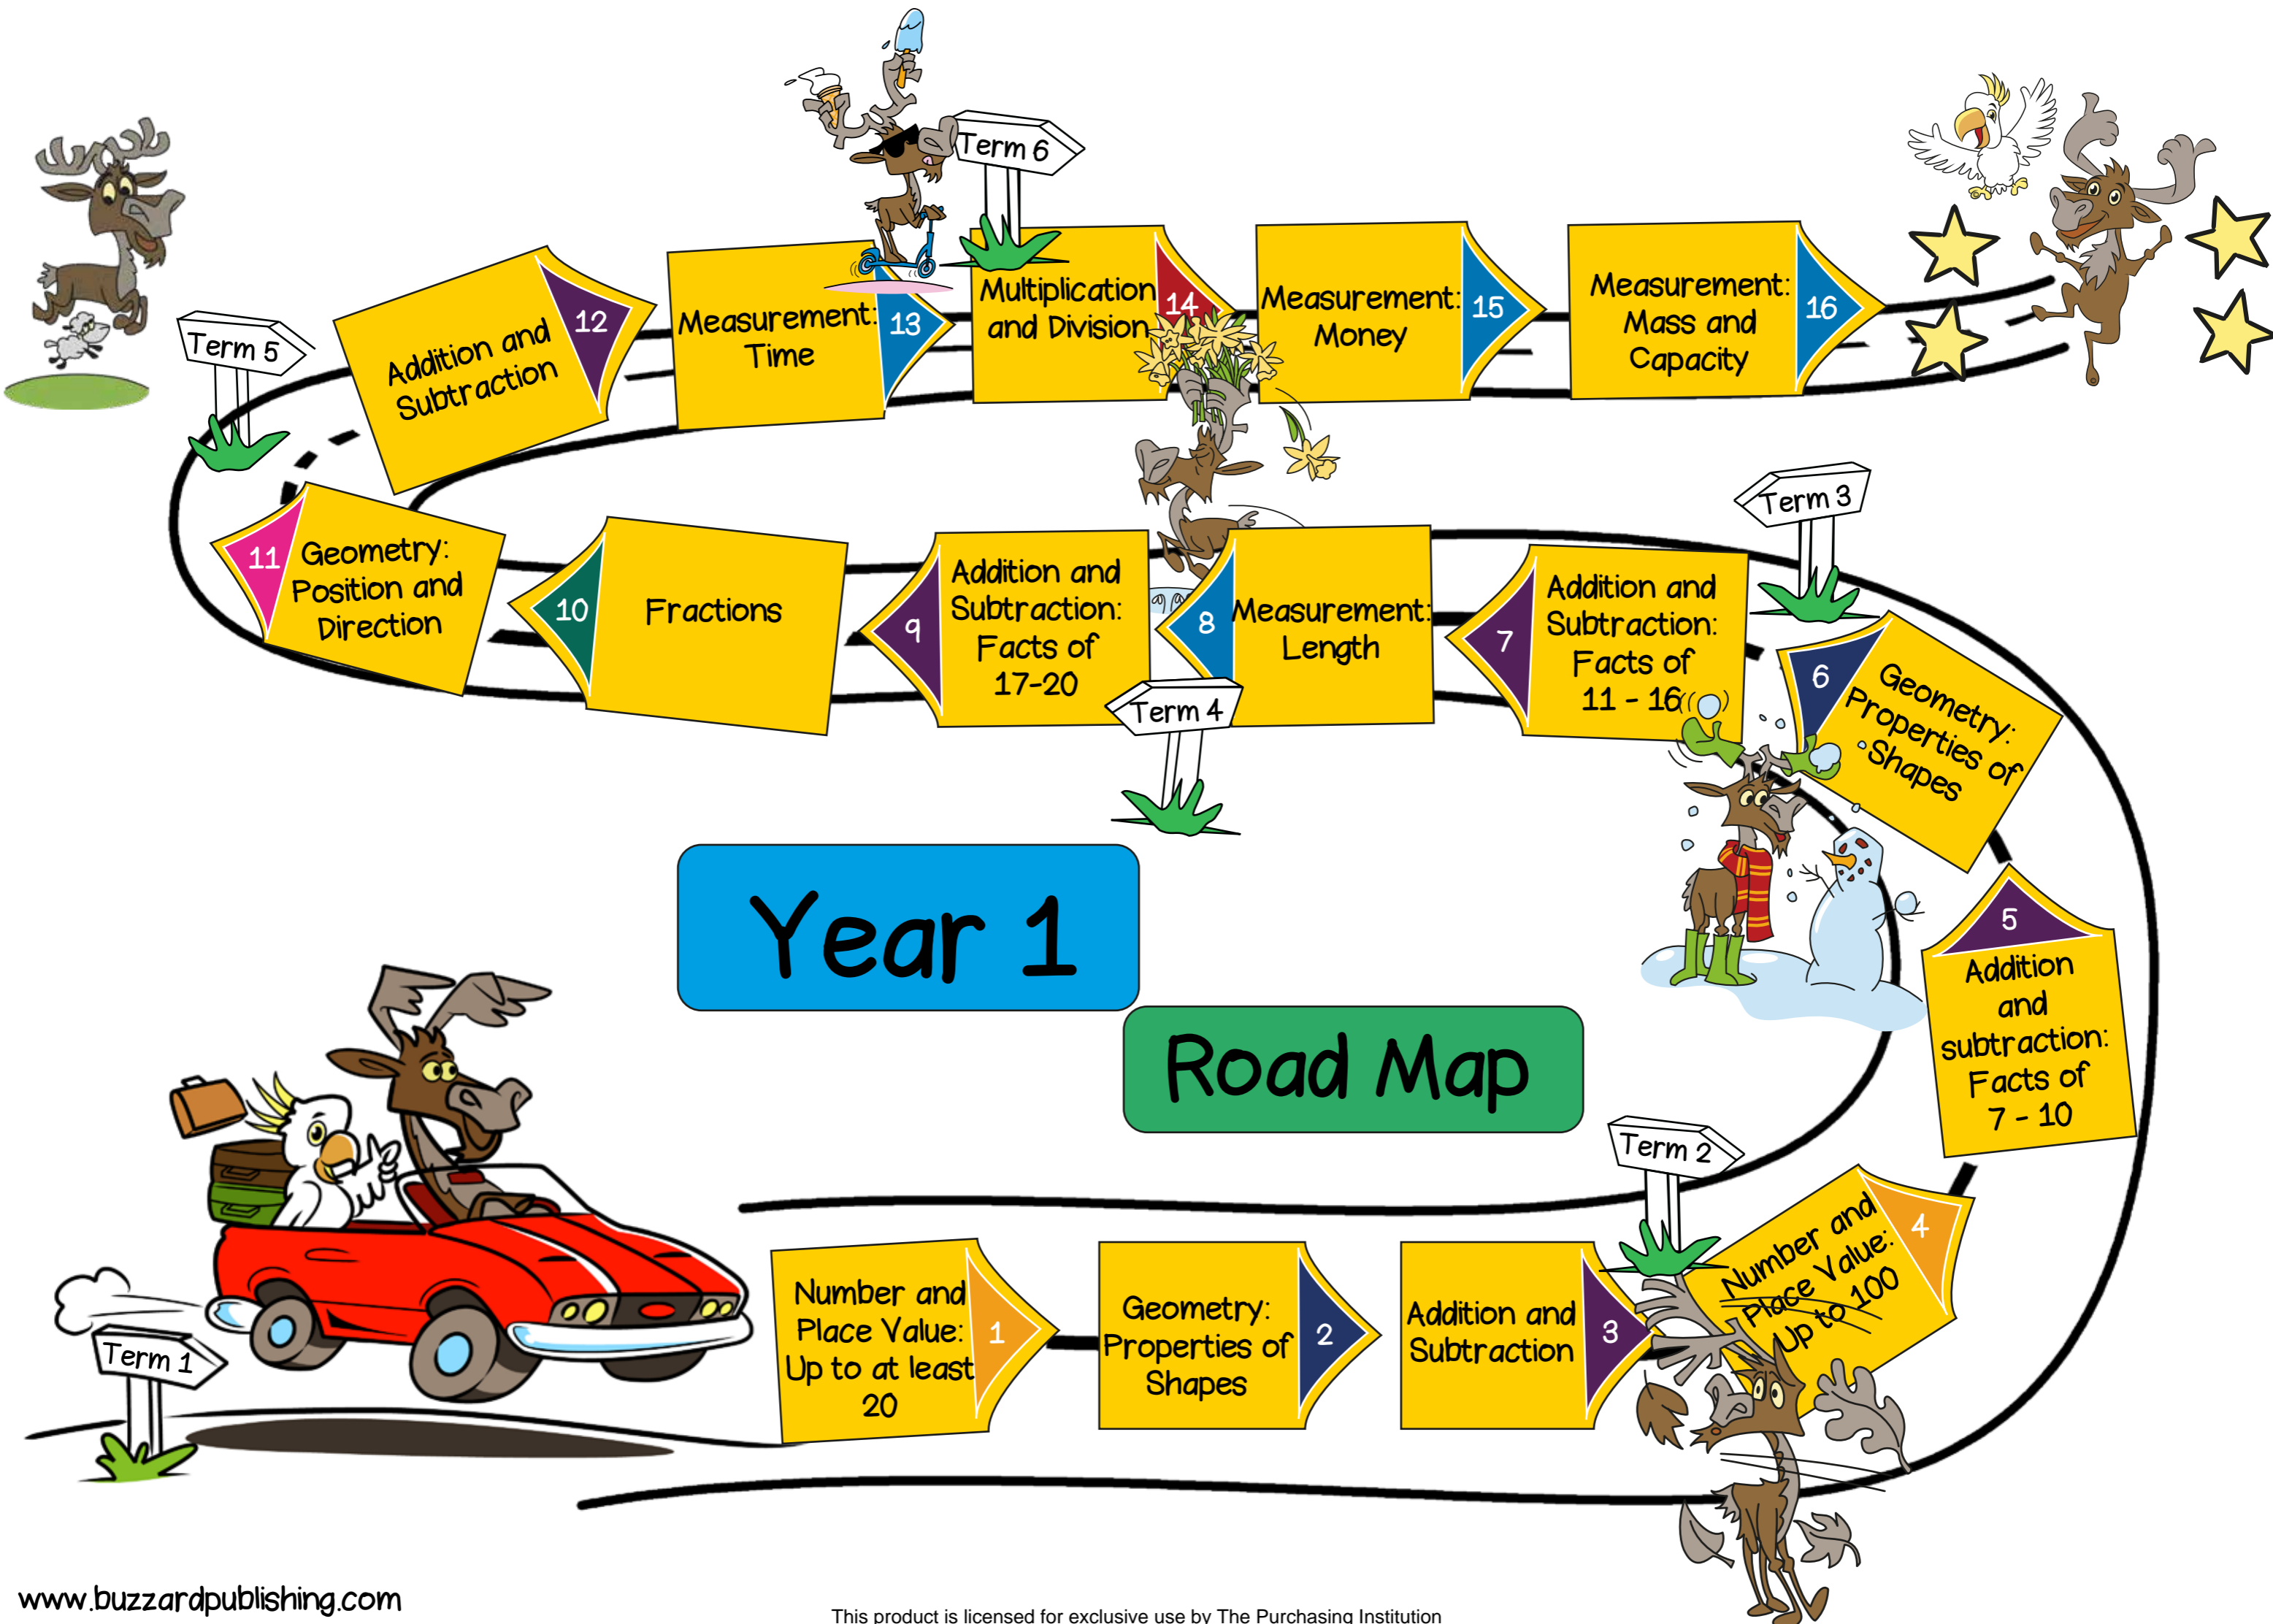 Term 6
Term 5
12
Addition and
Subtraction
Measurement:
Time
13
Multiplication
and Division
14
Measurement:
Money
15
Measurement:
Mass and
Capacity
16
Term 3
11
Geometry:
Position and
Direction
10
Fractions
9
Addition and
Subtraction:
Facts of
17-20
8
Measurement:
Length
7
Addition and
Subtraction:
Facts of
11 - 16
6
Geometry:
Properties of
Shapes
Term 4
Year 1
Road Map
5
Addition
and
subtraction:
Facts of
7 - 10
Term 2
Number and
Place Value:
Up to 100
4
Number and
Place Value:
Up to at least
20
1
Geometry:
Properties of
Shapes
2
Addition and
Subtraction
3
Term 1
www.buzzardpublishing.com
This product is licensed for exclusive use by The Purchasing Institution